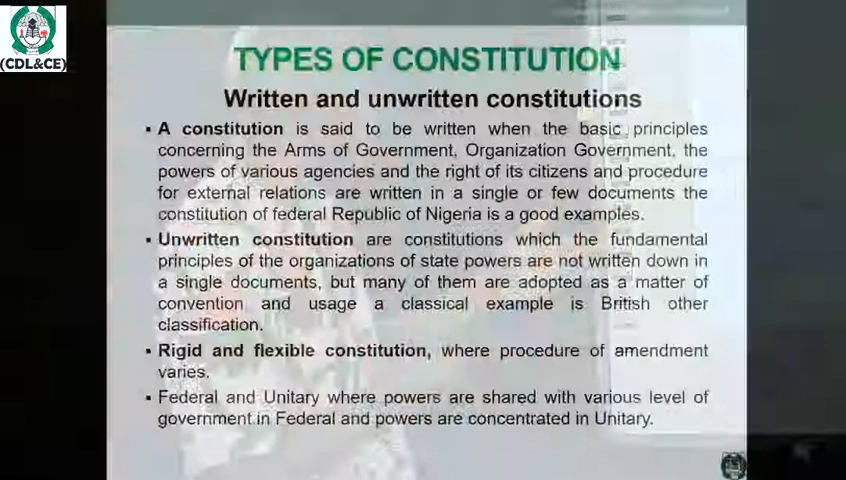 (CDL&CE)
TYPES OF CONSTITUTION
Written and unwritten constitutions
▪ A constitution is said to be written when the basic principles
concerning the Arms of Government, Organization Government, the
powers of various agencies and the right of its citizens and procedure
for external relations are written in a single or few documents the
constitution of federal Republic of Nigeria is a good examples.
▪ Unwritten constitution are constitutions which the fundamental
principles of the organizations of state powers are not written down in
a single documents, but many of them are adopted as a matter of
convention and usage a classical example is British other
classification.
▪ Rigid and flexible constitution, where procedure of amendment
varies.
▪ Federal and Unitary where powers are shared with various level of
government in Federal and powers are concentrated in Unitary.